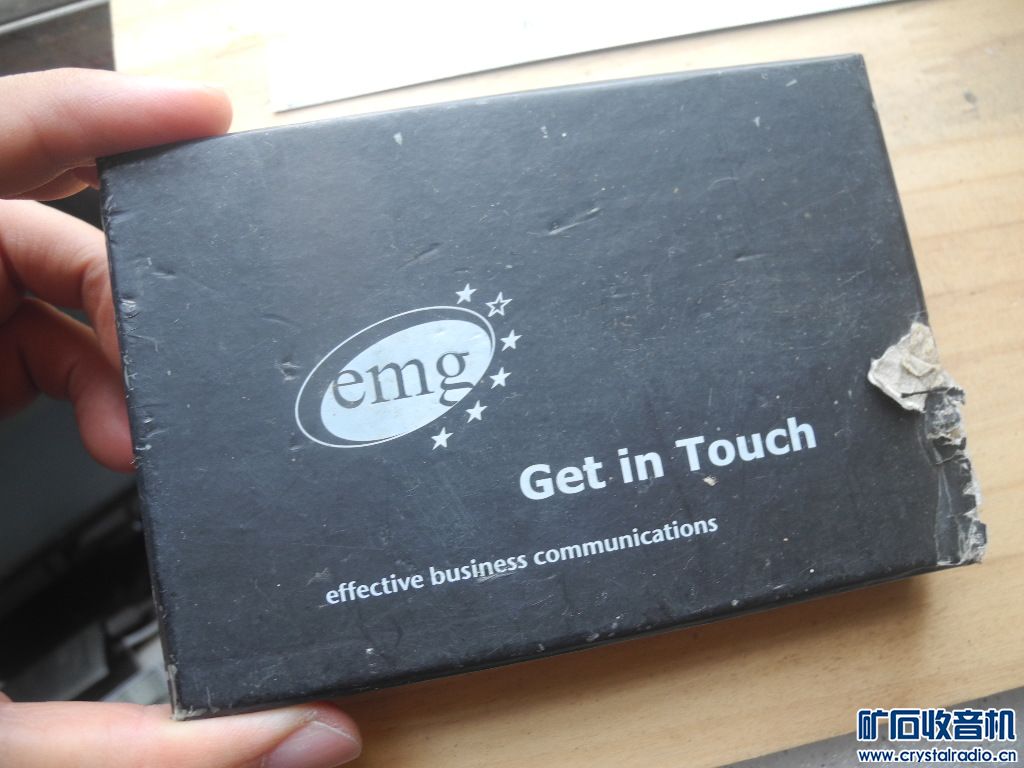 emg
Get in Touch
effective business communications
矿石收音机
www.crystalradio.cn